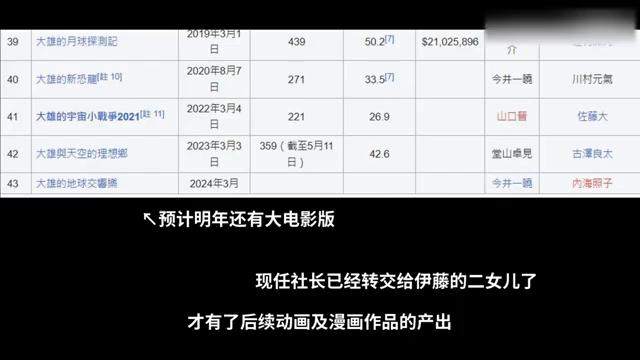 39 大雄的月球探測記 2019年3月1日 439 50.2[7] $21,025,896 介
40 大雄的新恐龍[註 10] 2020年8月7日 271 33.5[7] 今井一曉 川村元氣
41 大雄的宇宙小戰爭2021[註 11] 2022年3月4日 221 26.9 山口晉 佐藤大
42 大雄與天空的理想鄉 2023年3月3日 359（截至5月11日） 42.6 堂山卓見 古澤良太
43 大雄的地球交響樂 2024年3月 今井一曉 內海照子
↖预计明年还有大电影版
现任社长已经转交给伊藤的二女儿了
才有了后续动画及漫画作品的产出